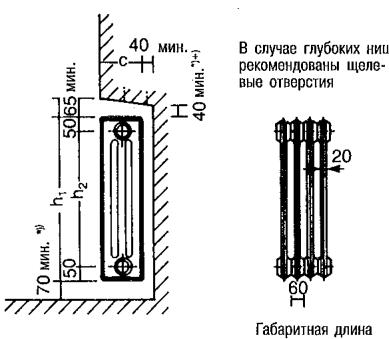 40 мин.
c
40 мин.*)+)
65 мин.
50
h₁
h₂
70 мин. *)
50
В случае глубоких ниш
рекомендованы щеле-
вые отверстия
20
60
Габаритная длина